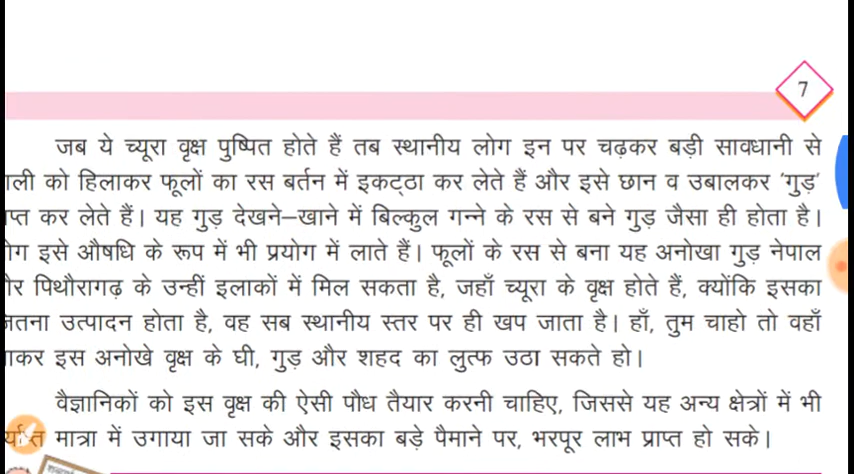 7
जब ये च्यूरा वृक्ष पुष्पित होते हैं तब स्थानीय लोग इन पर चढ़कर बड़ी सावधानी से
ाली को हिलाकर फूलों का रस बर्तन में इकट्ठा कर लेते हैं और इसे छान व उबालकर ‘गुड़’
ाप्त कर लेते हैं। यह गुड़ देखने–खाने में बिल्कुल गन्ने के रस से बने गुड़ जैसा ही होता है।
ोग इसे औषधि के रूप में भी प्रयोग में लाते हैं। फूलों के रस से बना यह अनोखा गुड़ नेपाल
ौर पिथौरागढ़ के उन्हीं इलाकों में मिल सकता है, जहाँ च्यूरा के वृक्ष होते हैं, क्योंकि इसका
जितना उत्पादन होता है, वह सब स्थानीय स्तर पर ही खप जाता है। हाँ, तुम चाहो तो वहाँ
ाकर इस अनोखे वृक्ष के घी, गुड़ और शहद का लुत्फ उठा सकते हो।
वैज्ञानिकों को इस वृक्ष की ऐसी पौध तैयार करनी चाहिए, जिससे यह अन्य क्षेत्रों में भी
मात्रा में उगाया जा सके और इसका बड़े पैमाने पर, भरपूर लाभ प्राप्त हो सके।